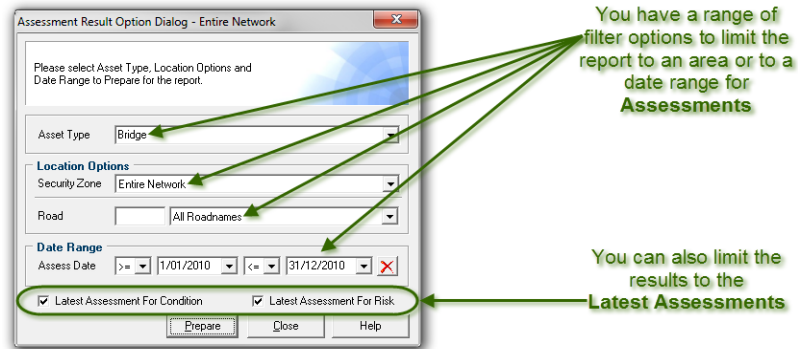 Assessment Result Option Dialog - Entire Network
Please select Asset Type, Location Options and
Date Range to Prepare for the report.
Asset Type Bridge
Location Options
Security Zone Entire Network
Road All Roadnames
Date Range
Assess Date >= 1/01/2010 <= 31/12/2010
Latest Assessment For Condition Latest Assessment For Risk
Prepare Close Help
You have a range of
filter options to limit the
report to an area or to a
date range for
Assessments
You can also limit the
results to the
Latest Assessments